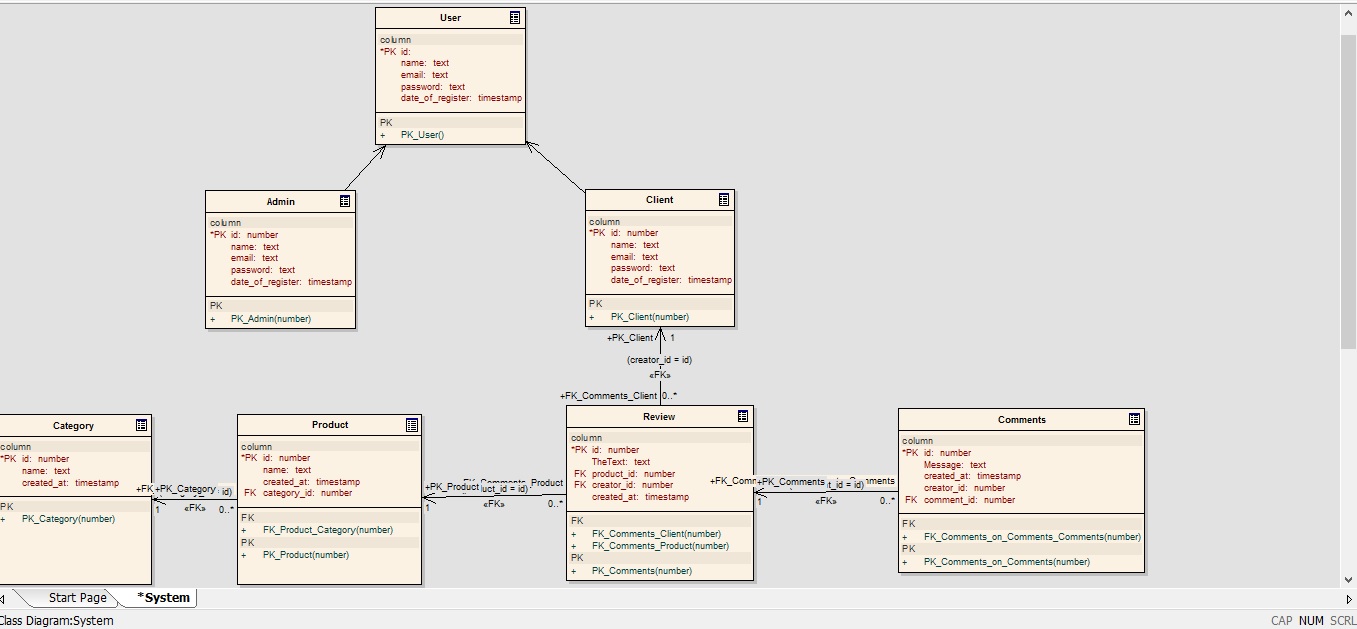 User
column
*PK id:
name: text
email: text
password: text
date_of_register: timestamp
PK
+ PK_User()
Admin
column
*PK id: number
name: text
email: text
password: text
date_of_register: timestamp
PK
+ PK_Admin(number)
Client
column
*PK id: number
name: text
email: text
password: text
date_of_register: timestamp
PK
+ PK_Client(number)
+PK_Client 1
(creator_id = id)
«FK»
+FK_Comments_Client 0..*
Category
column
*PK id: number
name: text
created_at: timestamp
PK
+ PK_Category(number)
+FK +PK_Category id)
1 «FK» 0..*
Product
column
*PK id: number
name: text
created_at: timestamp
FK category_id: number
FK
+ FK_Product_Category(number)
PK
+ PK_Product(number)
+PK_Product Product
1 «FK» 0..*
Review
column
*PK id: number
TheText: text
FK product_id: number
FK creator_id: number
created_at: timestamp
FK
+ FK_Comments_Client(number)
+ FK_Comments_Product(number)
PK
+ PK_Comments(number)
+PK_Comments
1 «FK» 0..*
Comments
column
*PK id: number
Message: text
created_at: timestamp
creator_id: number
FK comment_id: number
FK
+ FK_Comments_on_Comments_Comments(number)
PK
+ PK_Comments_on_Comments(number)
Start Page *System
Class Diagram:System CAP NUM SCRL